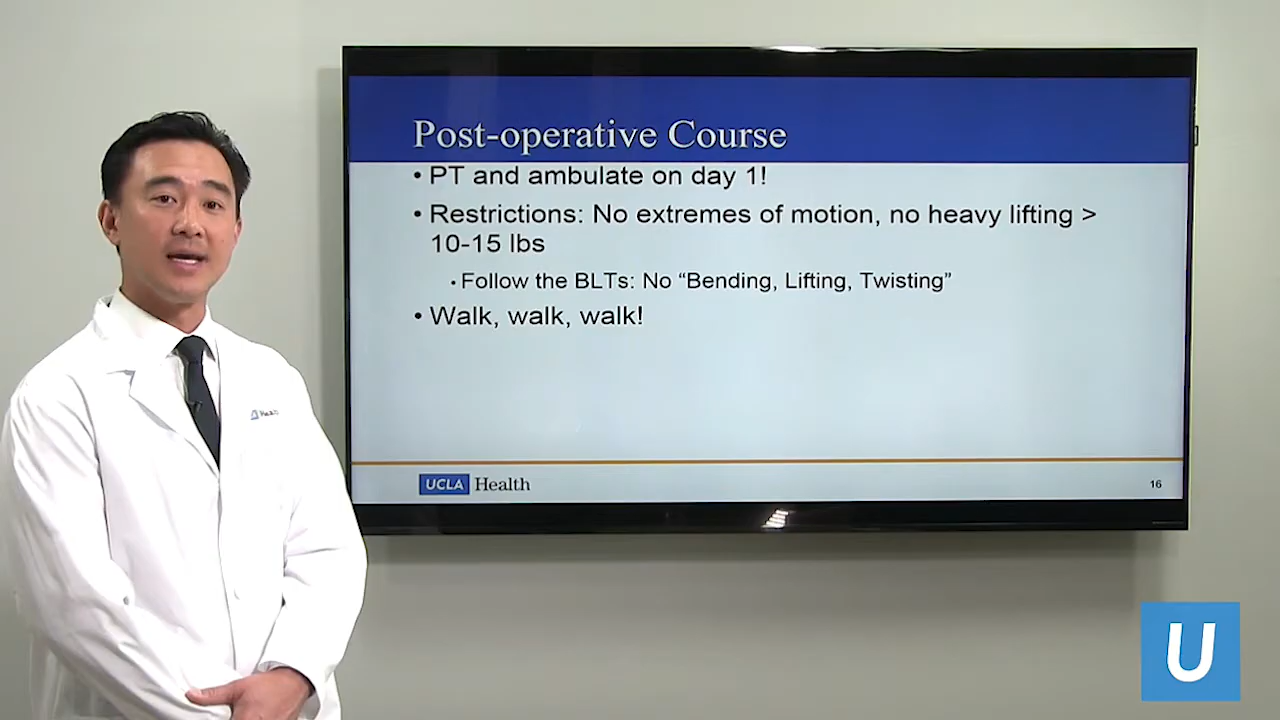 Post-operative Course
• PT and ambulate on day 1!
• Restrictions: No extremes of motion, no heavy lifting >
10-15 lbs
• Follow the BLTs: No “Bending, Lifting, Twisting”
• Walk, walk, walk!
UCLA Health
16
Health
U